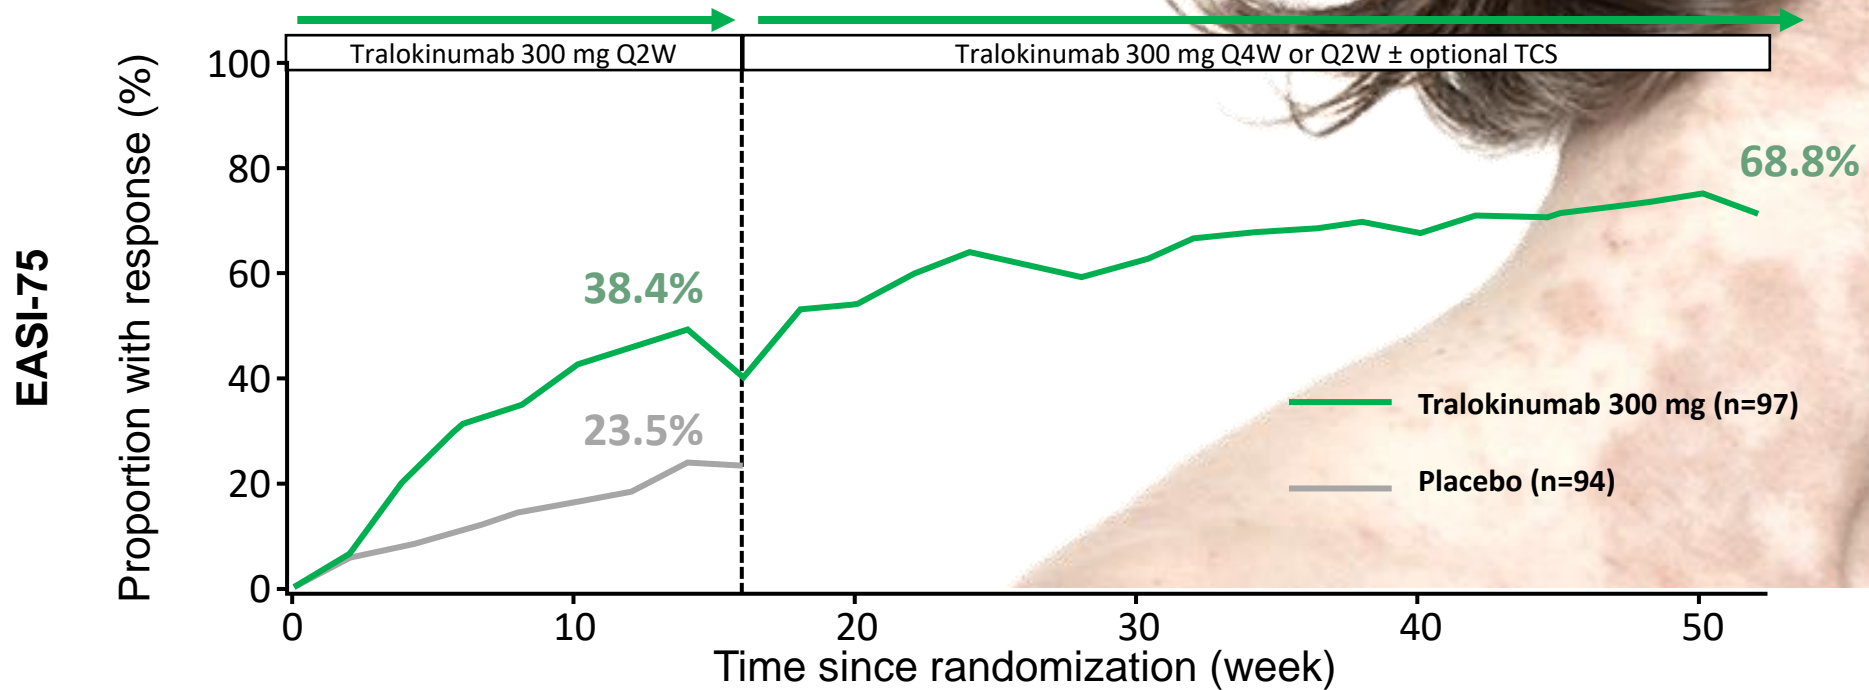 Tralokinumab 300 mg Q2W
Tralokinumab 300 mg Q4W or Q2W ± optional TCS
EASI-75
Proportion with response (%)
100
80
60
40
20
0
68.8%
38.4%
23.5%
Tralokinumab 300 mg (n=97)
Placebo (n=94)
0 10 20 30 40 50
Time since randomization (week)